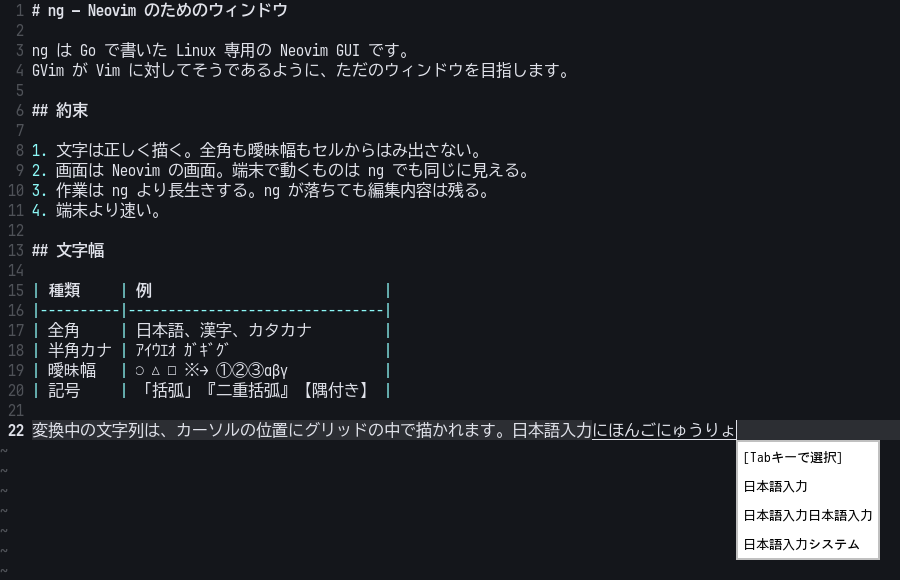 1 # ng — Neovim のためのウィンドウ
2
3 ng は Go で書いた Linux 専用の Neovim GUI です。
4 GVim が Vim に対してそうであるように、ただのウィンドウを目指します。
5
6 ## 約束
7
8 1. 文字は正しく描く。全角も曖昧幅もセルからはみ出さない。
9 2. 画面は Neovim の画面。端末で動くものは ng でも同じに見える。
10 3. 作業は ng より長生きする。ng が落ちても編集内容は残る。
11 4. 端末より速い。
12
13 ## 文字幅
14
15 | 種類 | 例 |
16 |----------|--------------------------------|
17 | 全角 | 日本語、漢字、カタカナ |
18 | 半角カナ | ｱｲｳｴｵ ｶﾞｷﾞｸﾞ |
19 | 曖昧幅 | ○ △ □ ※→ ①②③αβγ |
20 | 記号 | 「括弧」『二重括弧』【隅付き】 |
21
22 変換中の文字列は、カーソルの位置にグリッドの中で描かれます。日本語入力にほんごにゅうりょ
~
~
~
~
~
~
~
[Tabキーで選択]
日本語入力
日本語入力日本語入力
日本語入力システム